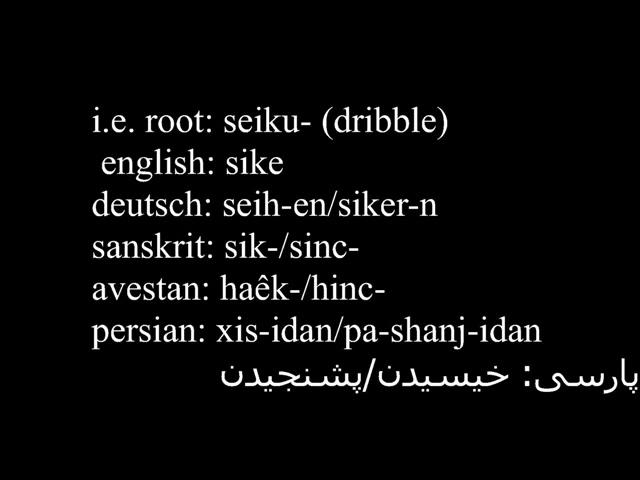 i.e. root: seiku- (dribble)
english: sike
deutsch: seih-en/siker-n
sanskrit: sik-/sinc-
avestan: haêk-/hinc-
persian: xis-idan/pa-shanj-idan
پارسی: خیسیدن/پشنجیدن